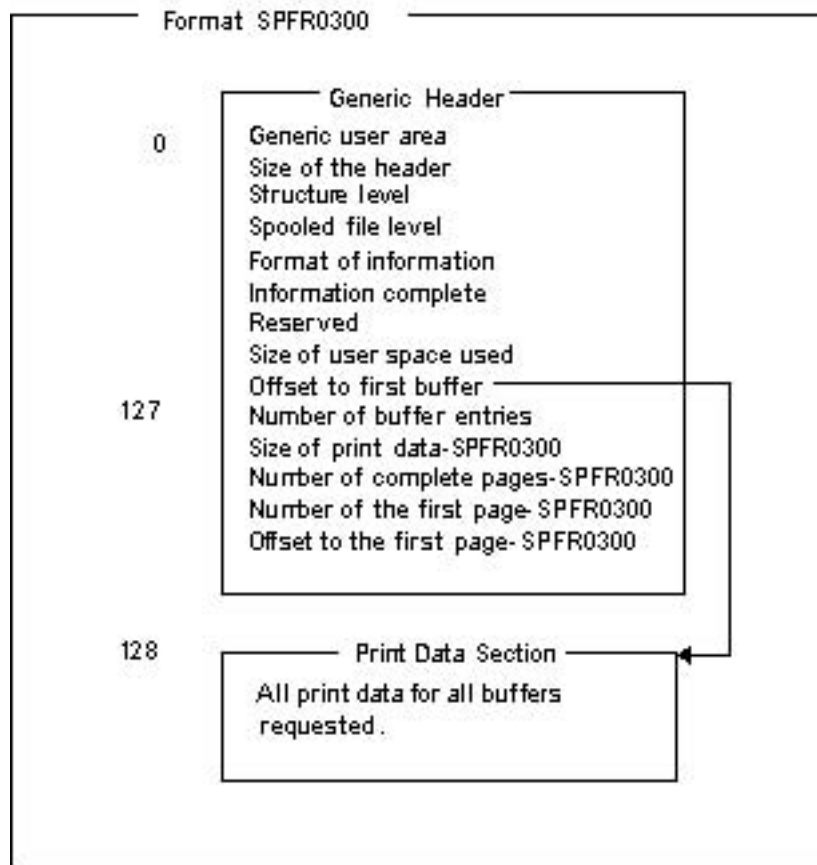 Format SPFR0300
Generic Header
0
Generic user area
Size of the header
Structure level
Spooled file level
Format of information
Information complete
Reserved
Size of user space used
Offset to first buffer
127
Number of buffer entries
Size of print data-SPFR0300
Number of complete pages-SPFR0300
Number of the first page-SPFR0300
Offset to the first page-SPFR0300
128
Print Data Section
All print data for all buffers
requested.